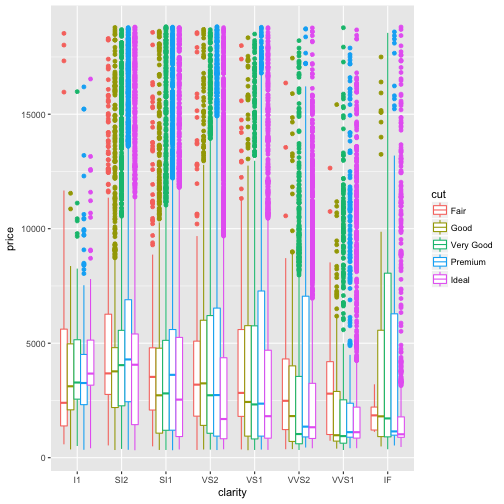 15000
10000
5000
0
price
I1 SI2 SI1 VS2 VS1 VVS2 VVS1 IF
clarity
cut
Fair
Good
Very Good
Premium
Ideal